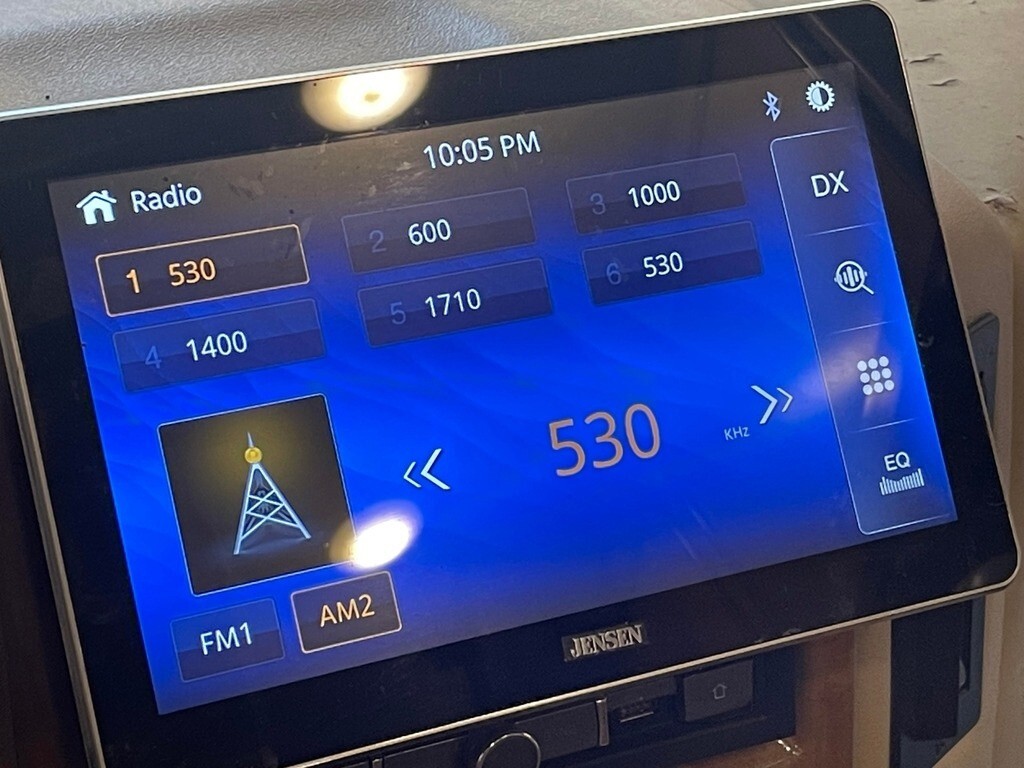 10:05 PM
Radio
1 530
2 600
3 1000
4 1400
5 1710
6 530
DX
530 KHz
EQ
FM1
AM2
JENSEN